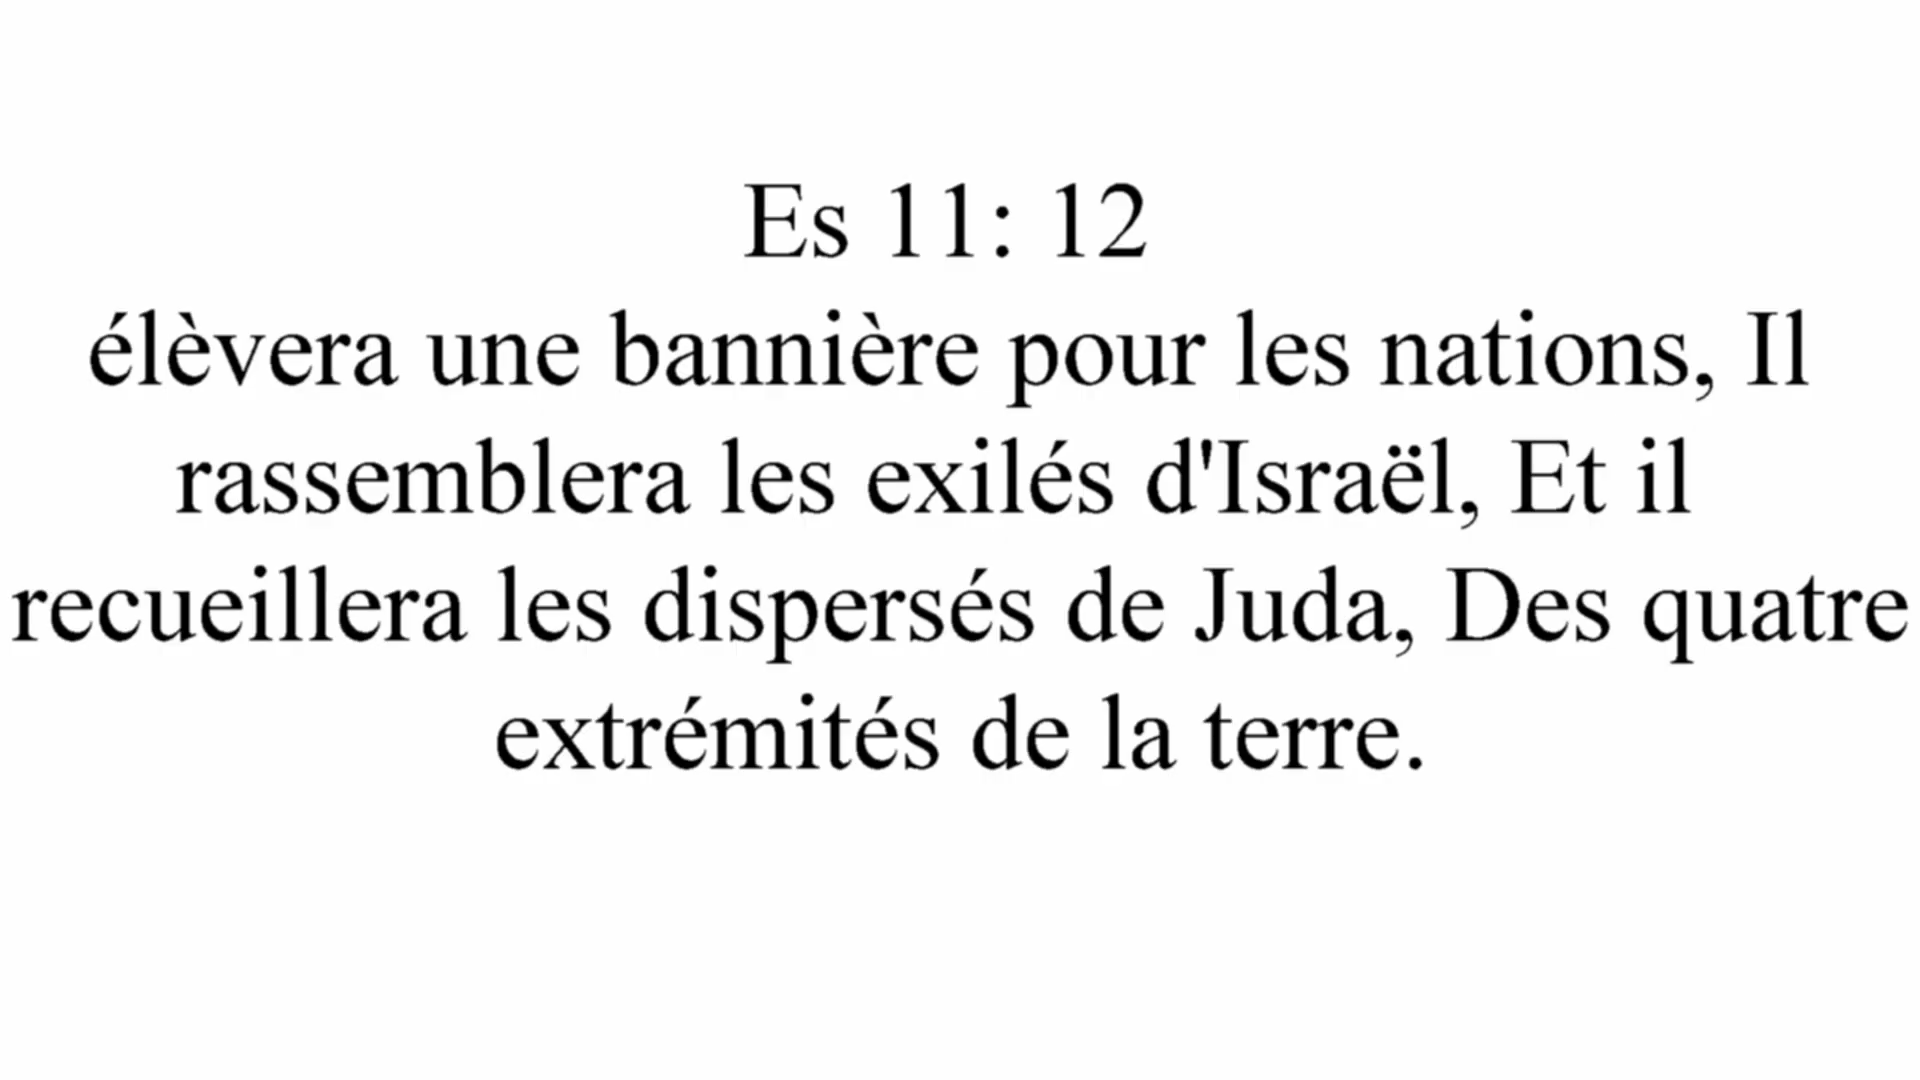 Es 11: 12
élèvera une bannière pour les nations, Il
rassemblera les exilés d'Israël, Et il
recueillera les dispersés de Juda, Des quatre
extrémités de la terre.